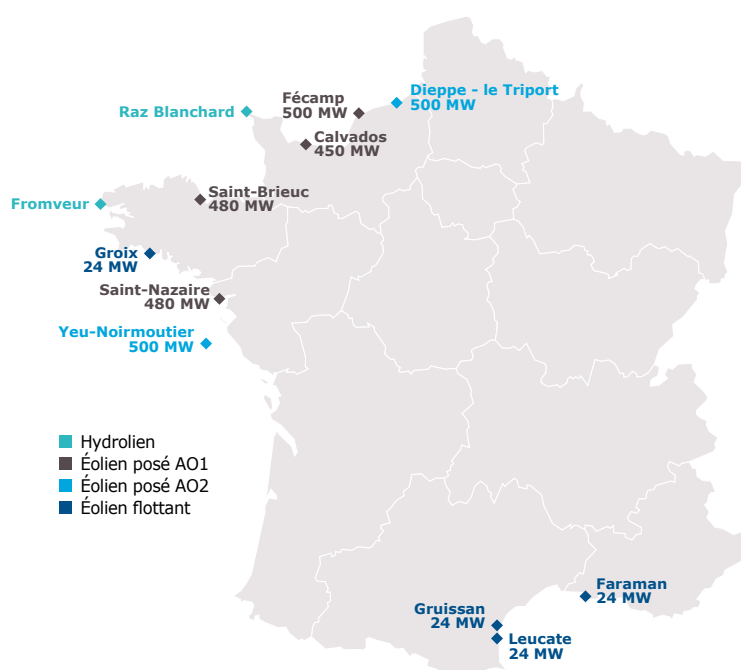 Dieppe - le Triport
500 MW
Fécamp
500 MW
Raz Blanchard
Calvados
450 MW
Saint-Brieuc
480 MW
Fromveur
Groix
24 MW
Saint-Nazaire
480 MW
Yeu-Noirmoutier
500 MW
Hydrolien
Éolien posé AO1
Éolien posé AO2
Éolien flottant
Faraman
24 MW
Gruissan
24 MW
Leucate
24 MW